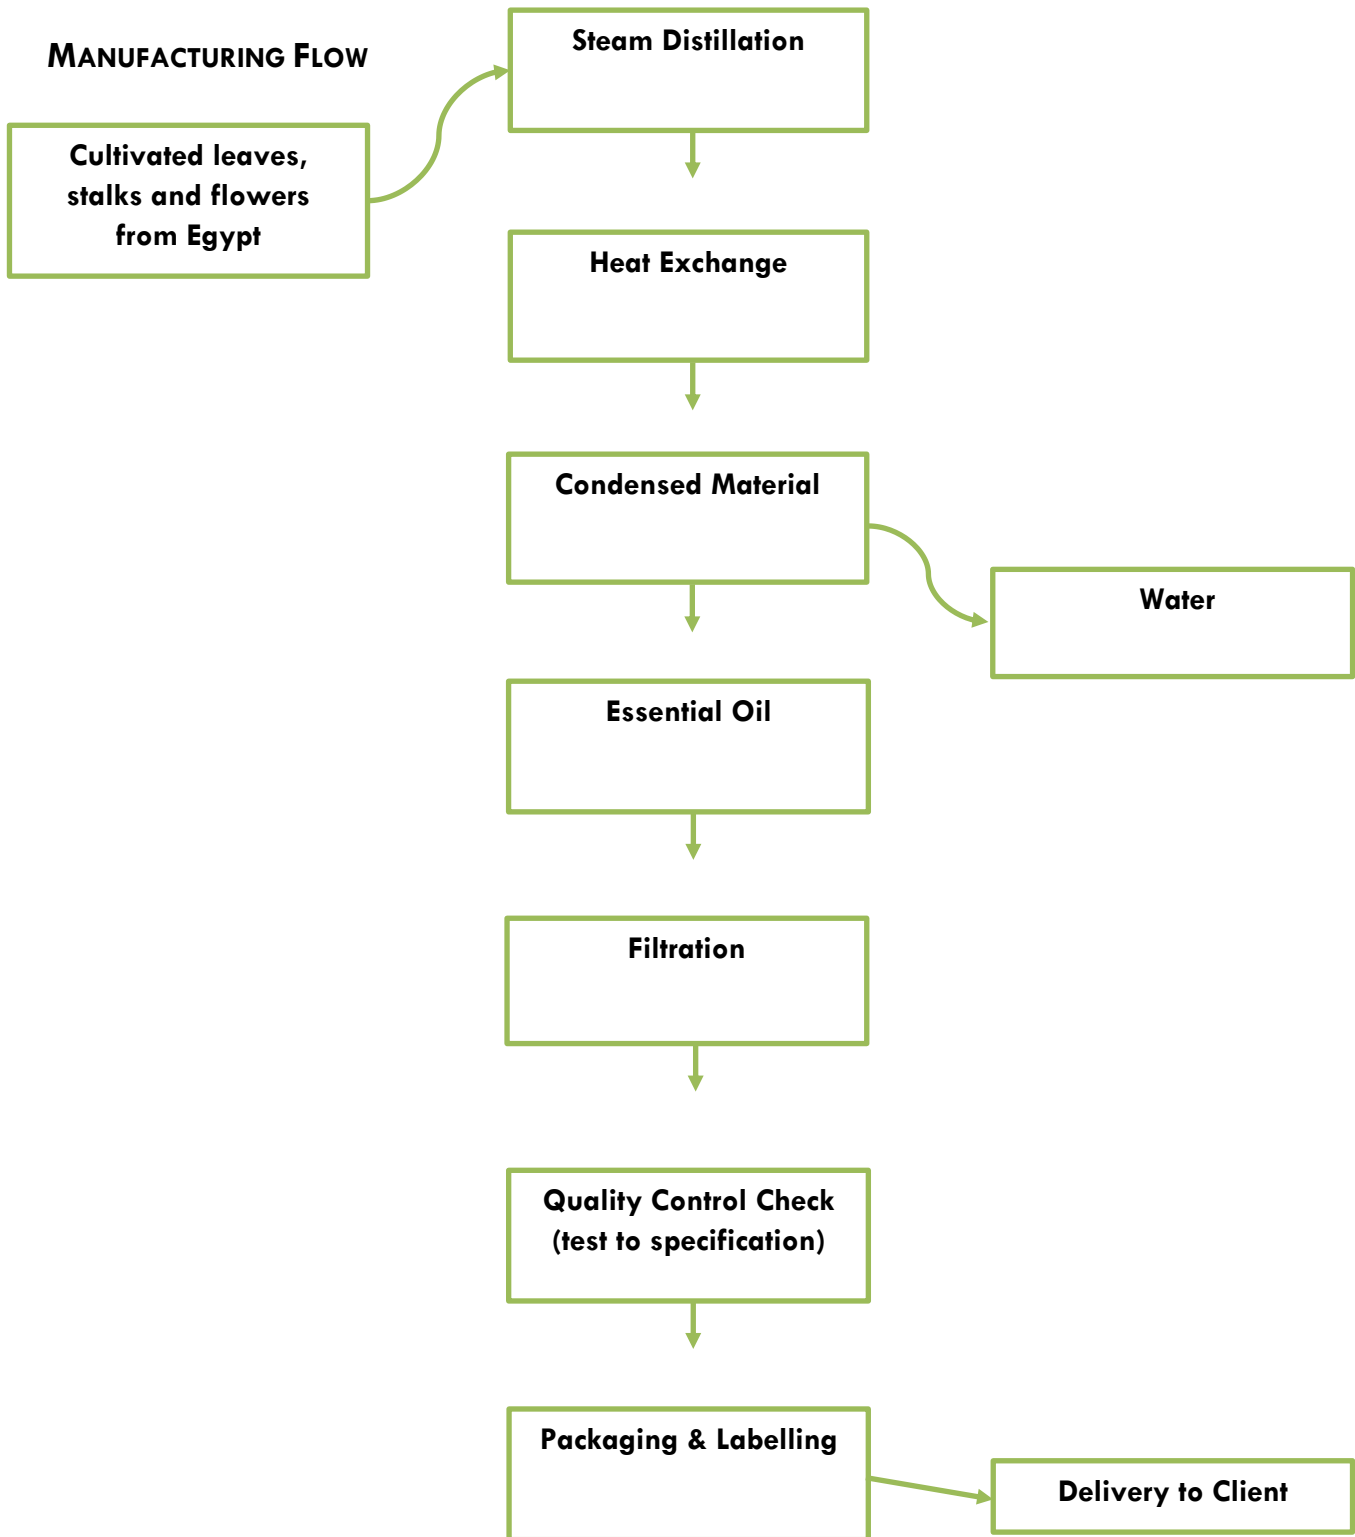 MANUFACTURING FLOW
Steam Distillation
Cultivated leaves,
stalks and flowers
from Egypt
Heat Exchange
Condensed Material
Water
Essential Oil
Filtration
Quality Control Check
(test to specification)
Packaging & Labelling
Delivery to Client